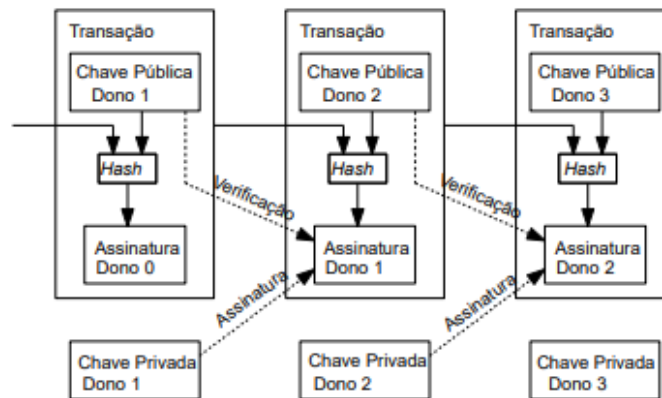 Transação
Transação
Transação
Chave Pública
Dono 1
Chave Pública
Dono 2
Chave Pública
Dono 3
Hash
Hash
Hash
Verificação
Verificação
Assinatura
Dono 0
Assinatura
Dono 1
Assinatura
Dono 2
Assinatura
Assinatura
Chave Privada
Dono 1
Chave Privada
Dono 2
Chave Privada
Dono 3